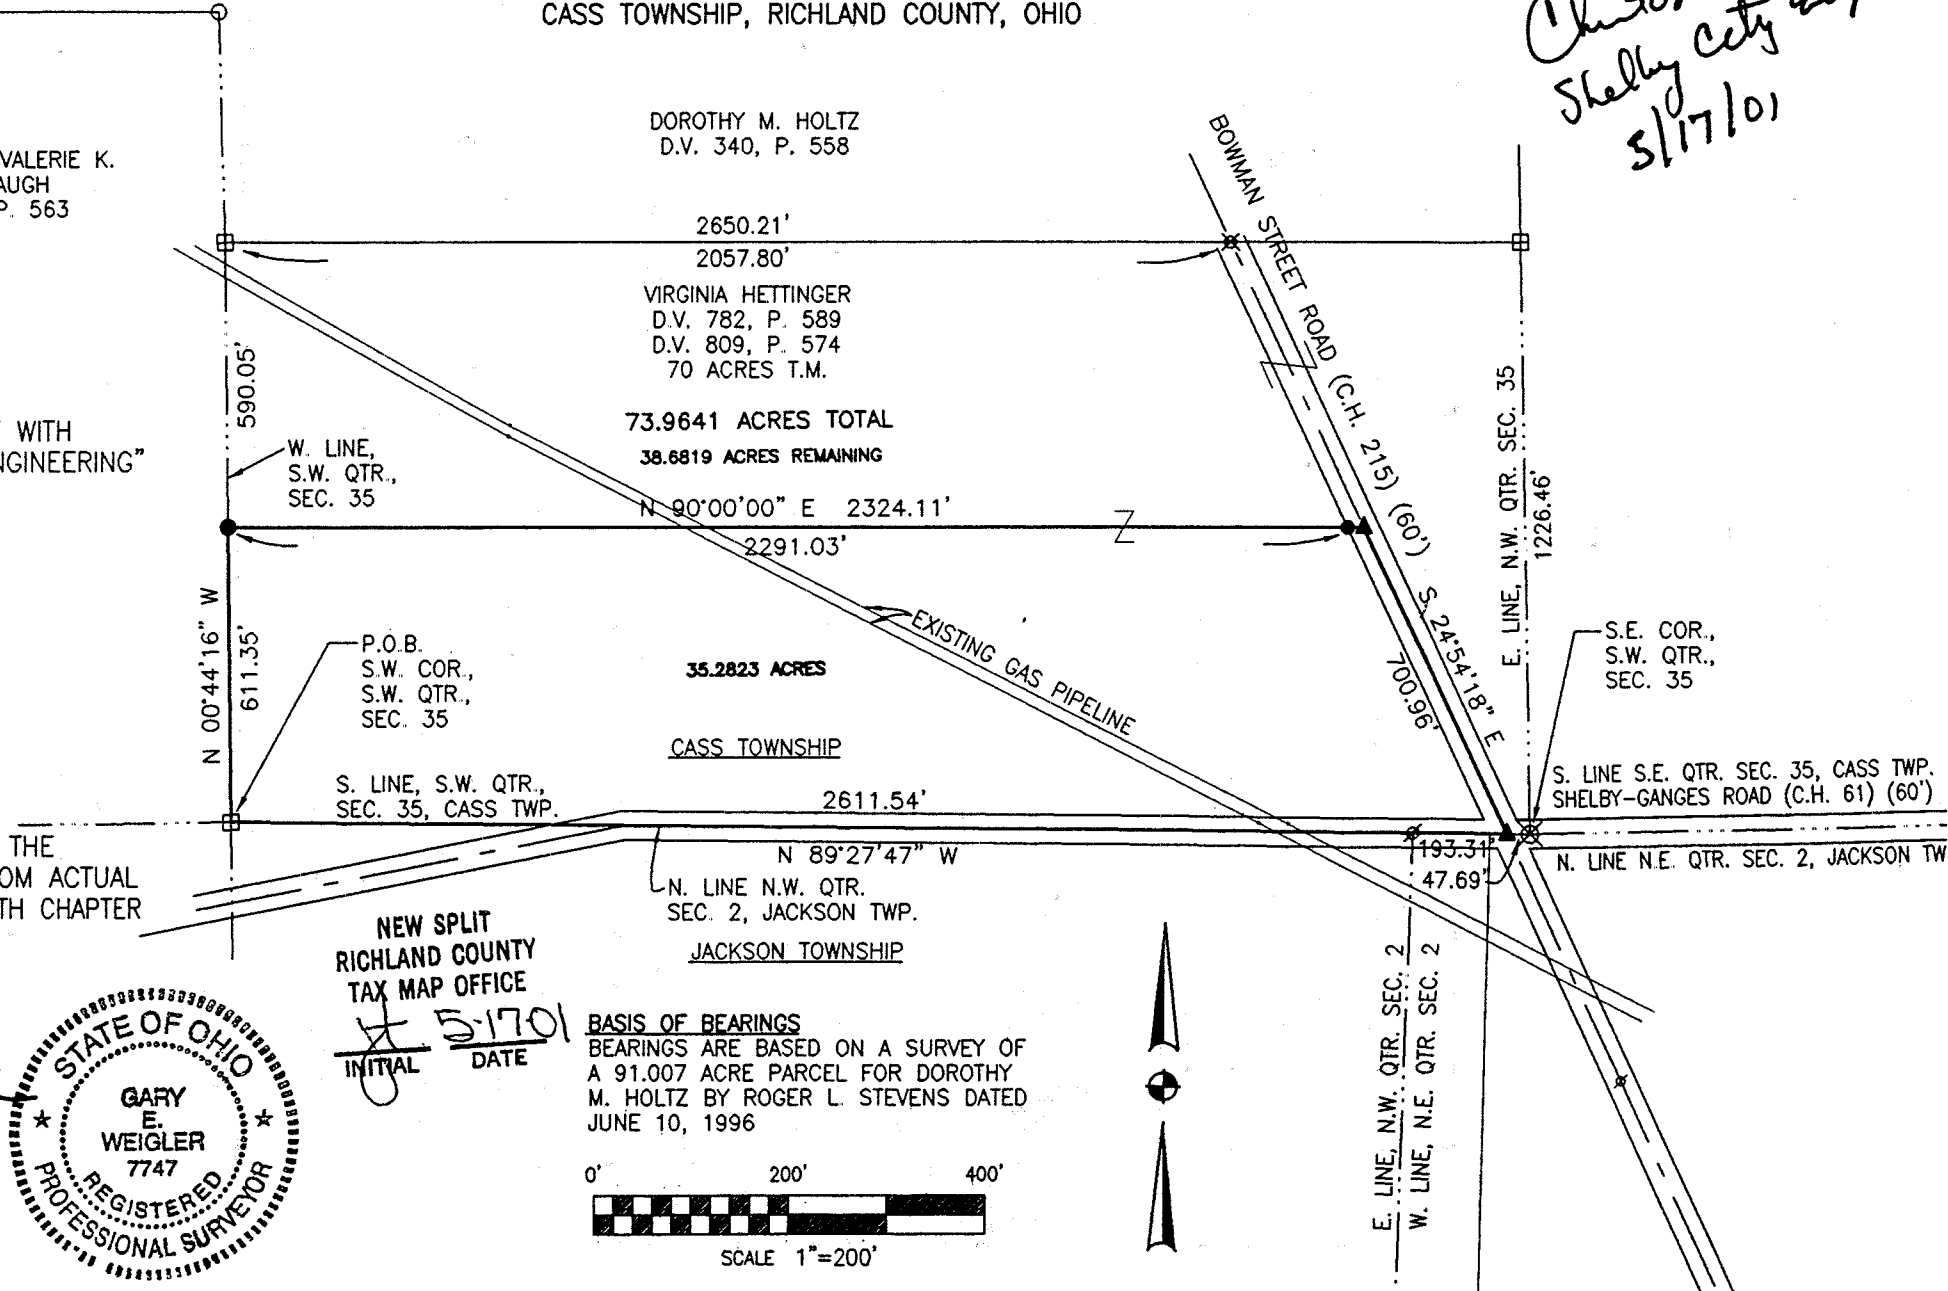 CASS TOWNSHIP, RICHLAND COUNTY, OHIO
Shelby City
5/17/01
VALERIE K.
AUGH
P. 563
DOROTHY M. HOLTZ
D.V. 340, P. 558
BOWMAN STREET ROAD (C.H. 215) (60')
2650.21'
2057.80'
VIRGINIA HETTINGER
D.V. 782, P. 589
D.V. 809, P. 574
70 ACRES T.M.
73.9641 ACRES TOTAL
38.6819 ACRES REMAINING
590.05'
WITH
NGINEERING"
W. LINE,
S.W. QTR.,
SEC. 35
N 90°00'00" E 2324.11'
2291.03'
E. LINE, N.W. QTR. SEC. 35
1226.46'
S 24°54'18" E
700.96'
N 00°44'16" W
611.35'
P.O.B.
S.W. COR.,
S.W. QTR.,
SEC. 35
35.2823 ACRES
EXISTING GAS PIPELINE
S.E. COR.,
S.W. QTR.,
SEC. 35
CASS TOWNSHIP
S. LINE, S.W. QTR.,
SEC. 35, CASS TWP.
2611.54'
S. LINE S.E. QTR. SEC. 35, CASS TWP.
SHELBY-GANGES ROAD (C.H. 61) (60')
N 89°27'47" W
193.31'
47.69'
N. LINE N.E. QTR. SEC. 2, JACKSON TW
THE
OM ACTUAL
TH CHAPTER
N. LINE N.W. QTR.
SEC. 2, JACKSON TWP.
JACKSON TOWNSHIP
NEW SPLIT
RICHLAND COUNTY
TAX MAP OFFICE
5-17-01
INITIAL DATE
E. LINE, N.W. QTR. SEC. 2
W. LINE, N.E. QTR. SEC. 2
STATE OF OHIO
GARY
E.
WEIGLER
7747
REGISTERED
PROFESSIONAL SURVEYOR
BASIS OF BEARINGS
BEARINGS ARE BASED ON A SURVEY OF
A 91.007 ACRE PARCEL FOR DOROTHY
M. HOLTZ BY ROGER L. STEVENS DATED
JUNE 10, 1996
0' 200' 400'
SCALE 1"=200'